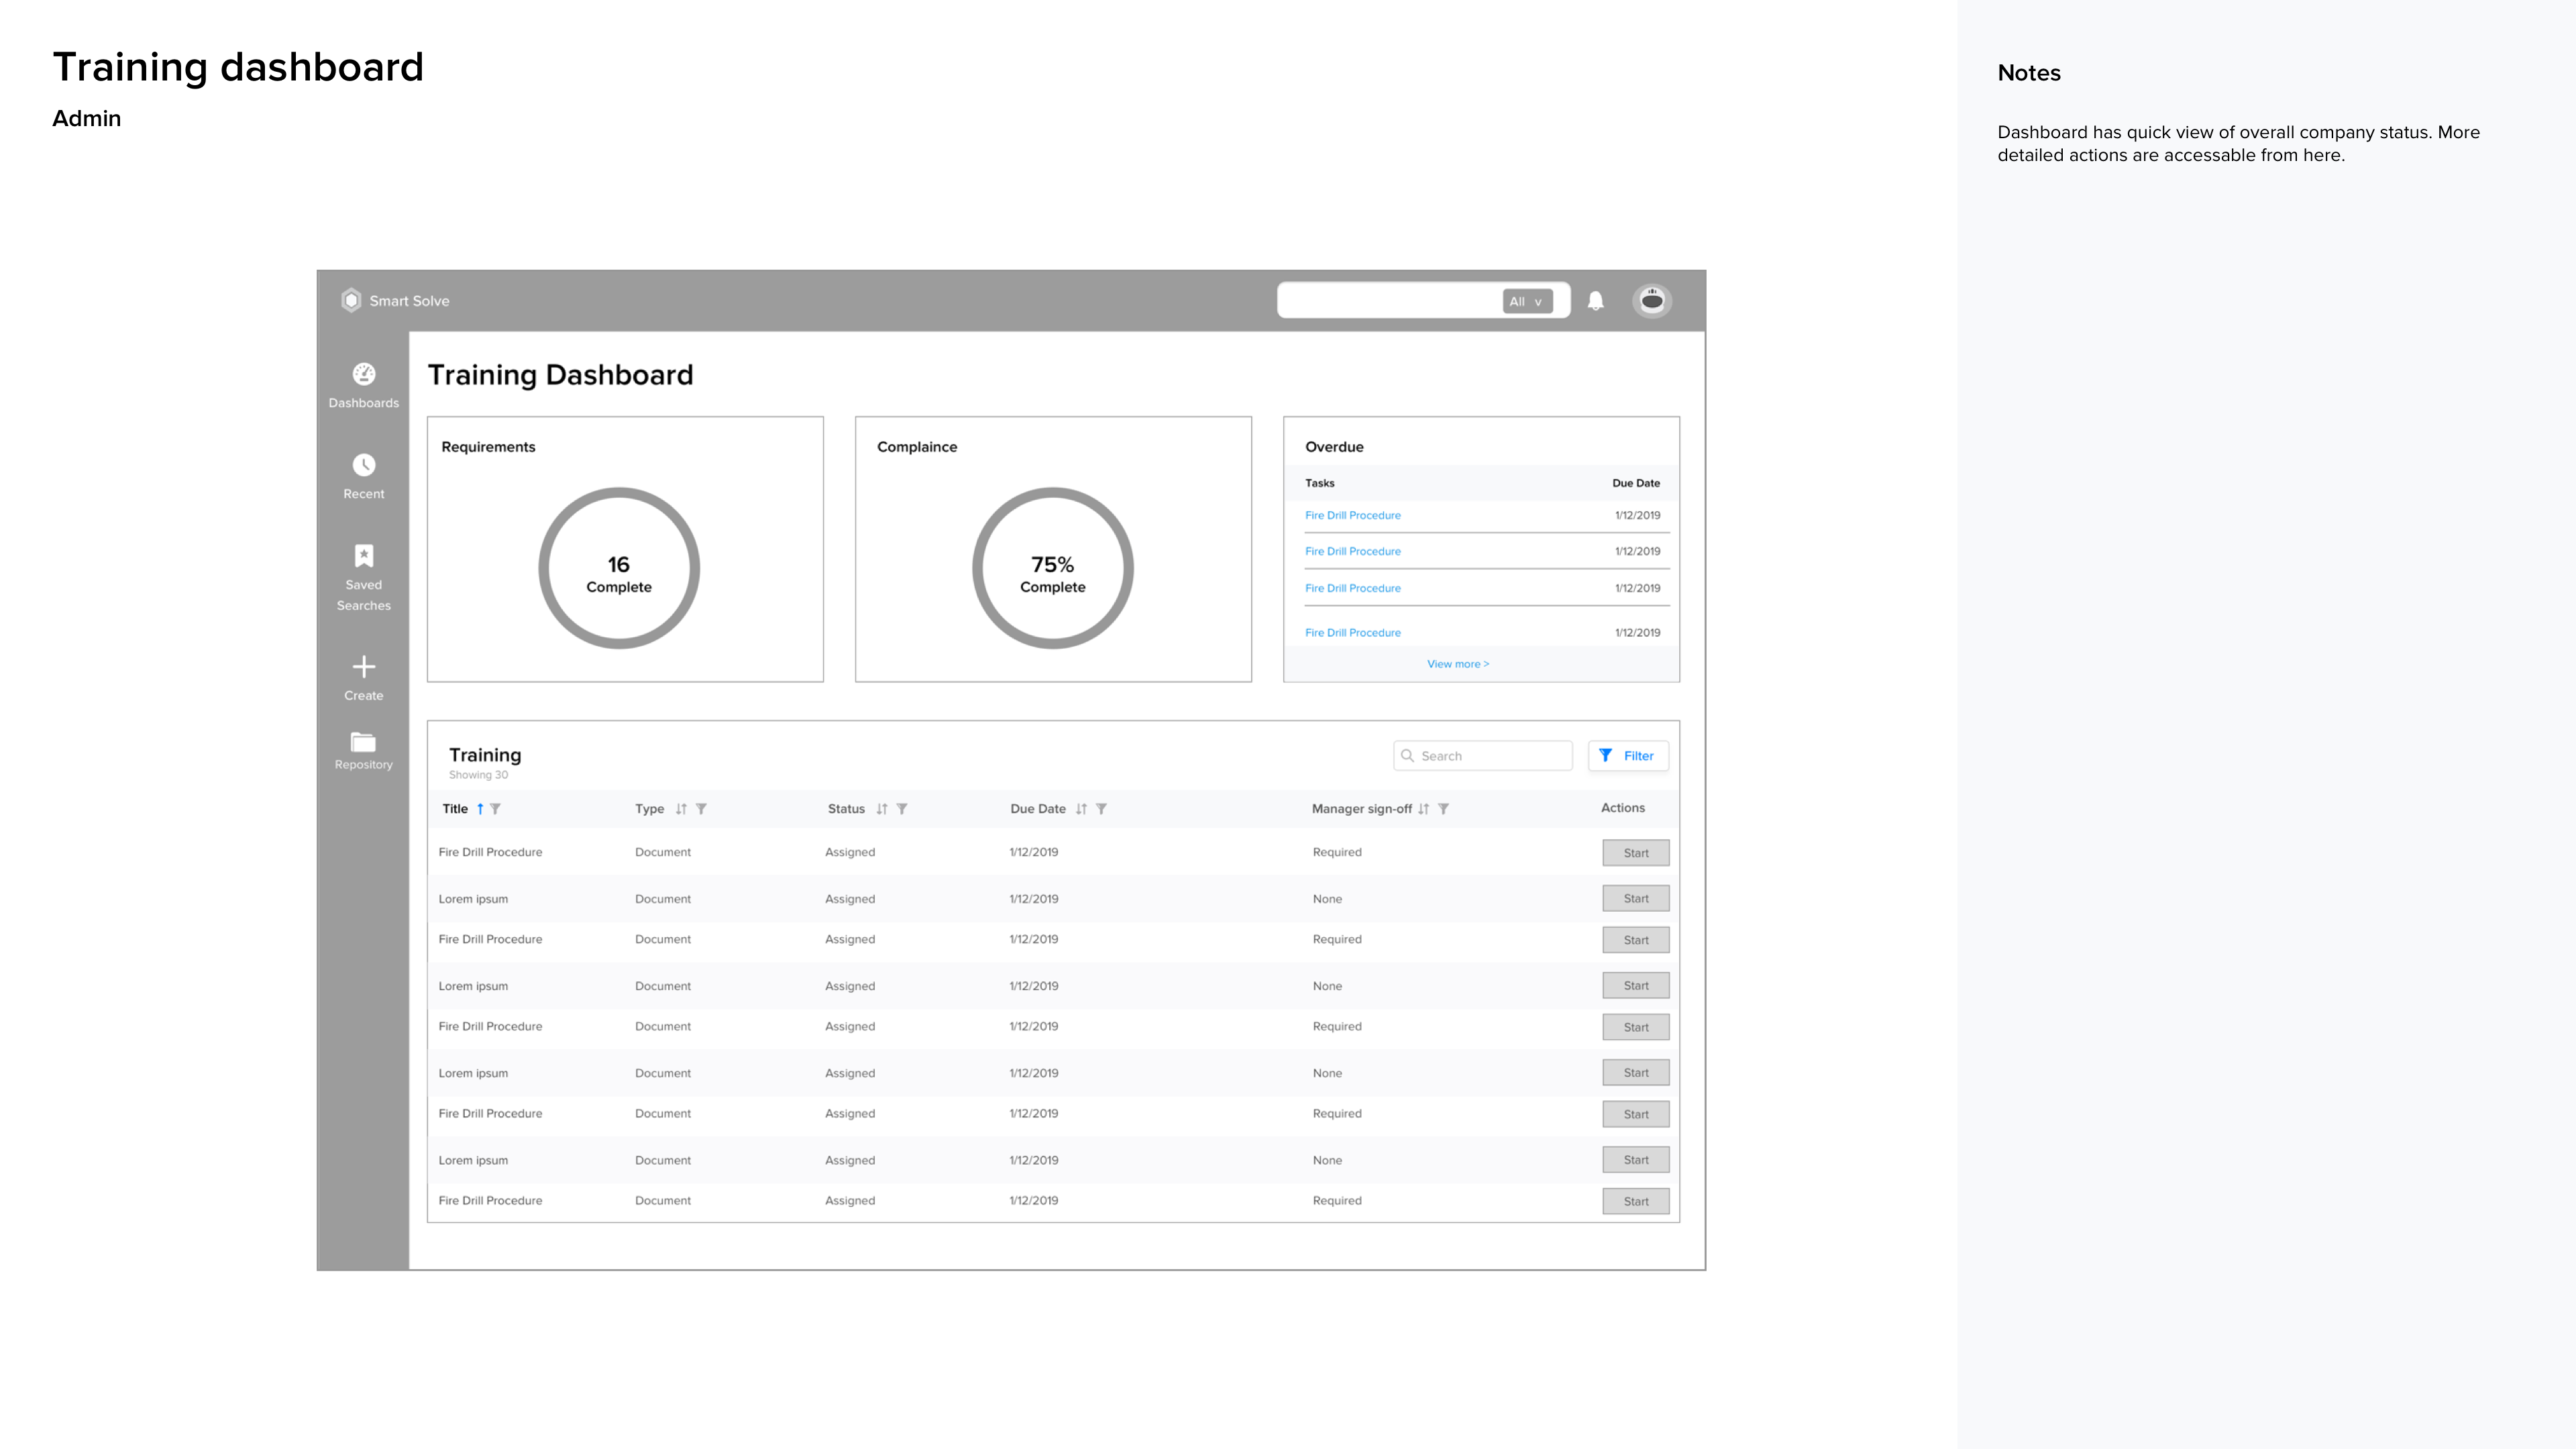 Training dashboard
Admin
Notes
Dashboard has quick view of overall company status. More
detailed actions are accessable from here.
Smart Solve
All v
Dashboards
Recent
Saved
Searches
Create
Repository
Training Dashboard
Requirements
16
Complete
Complaince
75%
Complete
Overdue
Tasks Due Date
Fire Drill Procedure 1/12/2019
Fire Drill Procedure 1/12/2019
Fire Drill Procedure 1/12/2019
Fire Drill Procedure 1/12/2019
View more >
Training
Showing 30
Search
Filter
Title Type Status Due Date Manager sign-off Actions
Fire Drill Procedure Document Assigned 1/12/2019 Required Start
Lorem ipsum Document Assigned 1/12/2019 None Start
Fire Drill Procedure Document Assigned 1/12/2019 Required Start
Lorem ipsum Document Assigned 1/12/2019 None Start
Fire Drill Procedure Document Assigned 1/12/2019 Required Start
Lorem ipsum Document Assigned 1/12/2019 None Start
Fire Drill Procedure Document Assigned 1/12/2019 Required Start
Lorem ipsum Document Assigned 1/12/2019 None Start
Fire Drill Procedure Document Assigned 1/12/2019 Required Start